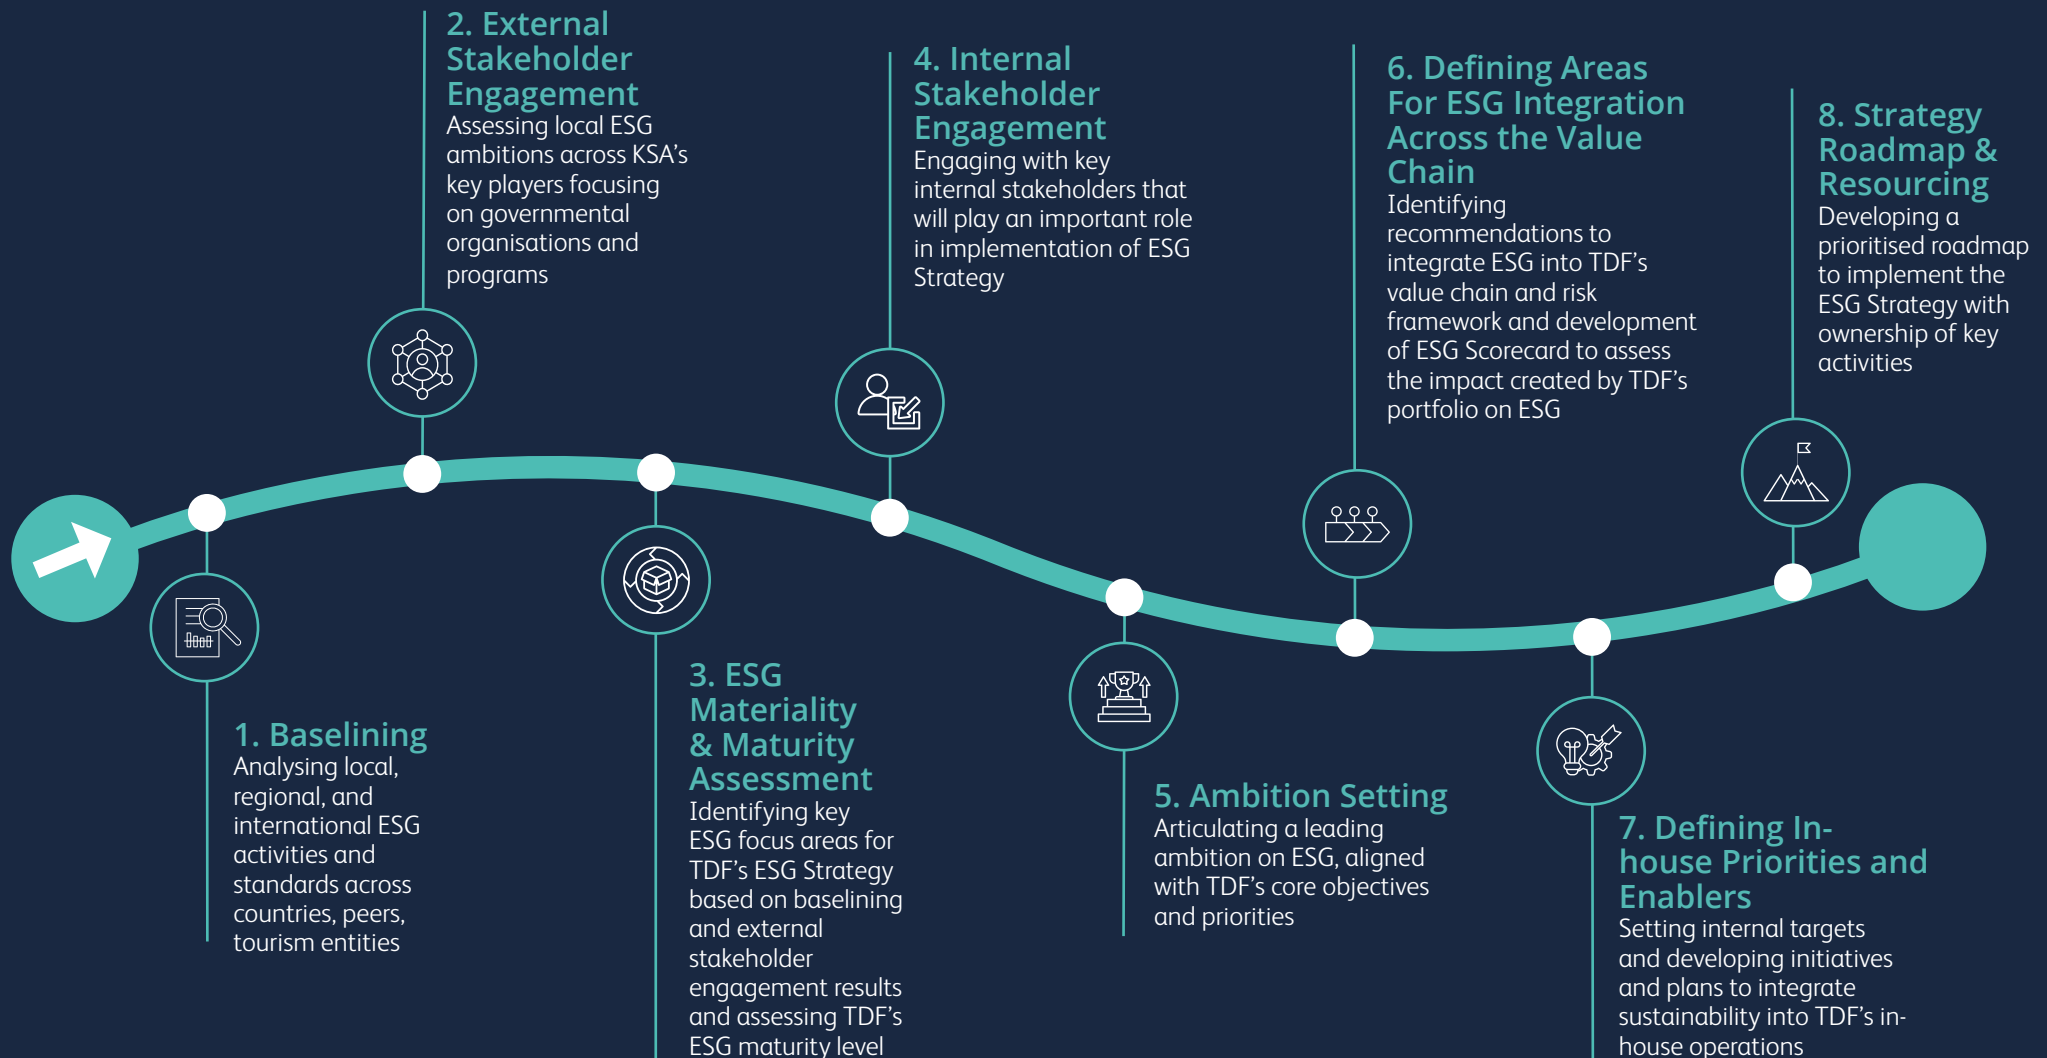 1. Baselining
Analysing local,
regional, and
international ESG
activities and
standards across
countries, peers,
tourism entities
2. External
Stakeholder
Engagement
Assessing local ESG
ambitions across KSA’s
key players focusing
on governmental
organisations and
programs
3. ESG
Materiality
& Maturity
Assessment
Identifying key
ESG focus areas for
TDF’s ESG Strategy
based on baselining
and external
stakeholder
engagement results
and assessing TDF’s
ESG maturity level
4. Internal
Stakeholder
Engagement
Engaging with key
internal stakeholders that
will play an important role
in implementation of ESG
Strategy
5. Ambition Setting
Articulating a leading
ambition on ESG, aligned
with TDF’s core objectives
and priorities
6. Defining Areas
For ESG Integration
Across the Value
Chain
Identifying
recommendations to
integrate ESG into TDF’s
value chain and risk
framework and development
of ESG Scorecard to assess
the impact created by TDF’s
portfolio on ESG
7. Defining In-
house Priorities and
Enablers
Setting internal targets
and developing initiatives
and plans to integrate
sustainability into TDF’s in-
house operations
8. Strategy
Roadmap &
Resourcing
Developing a
prioritised roadmap
to implement the
ESG Strategy with
ownership of key
activities